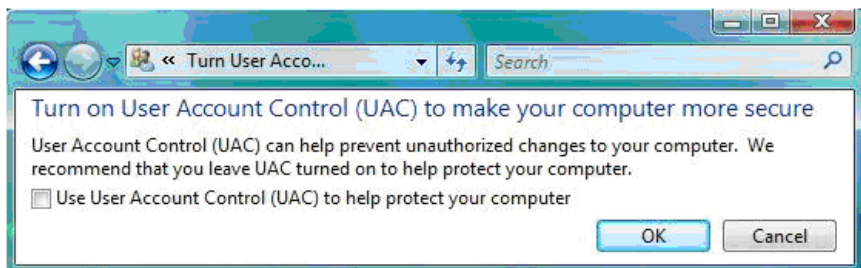 « Turn User Acco... Search
Turn on User Account Control (UAC) to make your computer more secure
User Account Control (UAC) can help prevent unauthorized changes to your computer. We
recommend that you leave UAC turned on to help protect your computer.
Use User Account Control (UAC) to help protect your computer
OK Cancel